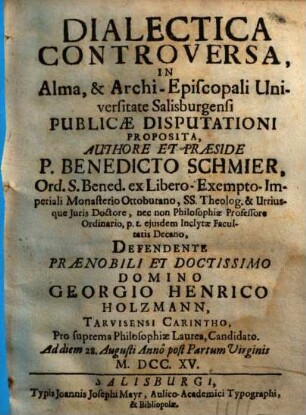 DIALECTICA
CONTROVERSA,
IN
Alma, & Archi-Episcopali Uni-
versitate Salisburgensi
PUBLICÆ DISPUTATIONI
PROPOSITA,
AUTHORE ET PRÆSIDE
P. BENEDICTO SCHMIER,
Ord. S. Bened. ex Libero-Exempto-Im-
periali Monasterio Ottoburano, SS. Theolog. & Utrius-
que Juris Doctore, nec non Philosophiæ Professore
Ordinario, p. t. ejusdem Inclytæ Facul-
tatis Decano,
DEFENDENTE
PRÆNOBILI ET DOCTISSIMO
DOMINO
GEORGIO HENRICO
HOLZMANN,
TARVISENSI CARINTHO,
Pro suprema Philosophiæ Laurea, Candidato.
Ad diem 28. Augusti Annô post Partum Virginis
M. DCC. XV.
SALISBURGI,
Typis Joannis Josephi Mayr, Aulico-Academici Typographi,
& Bibliopolæ.